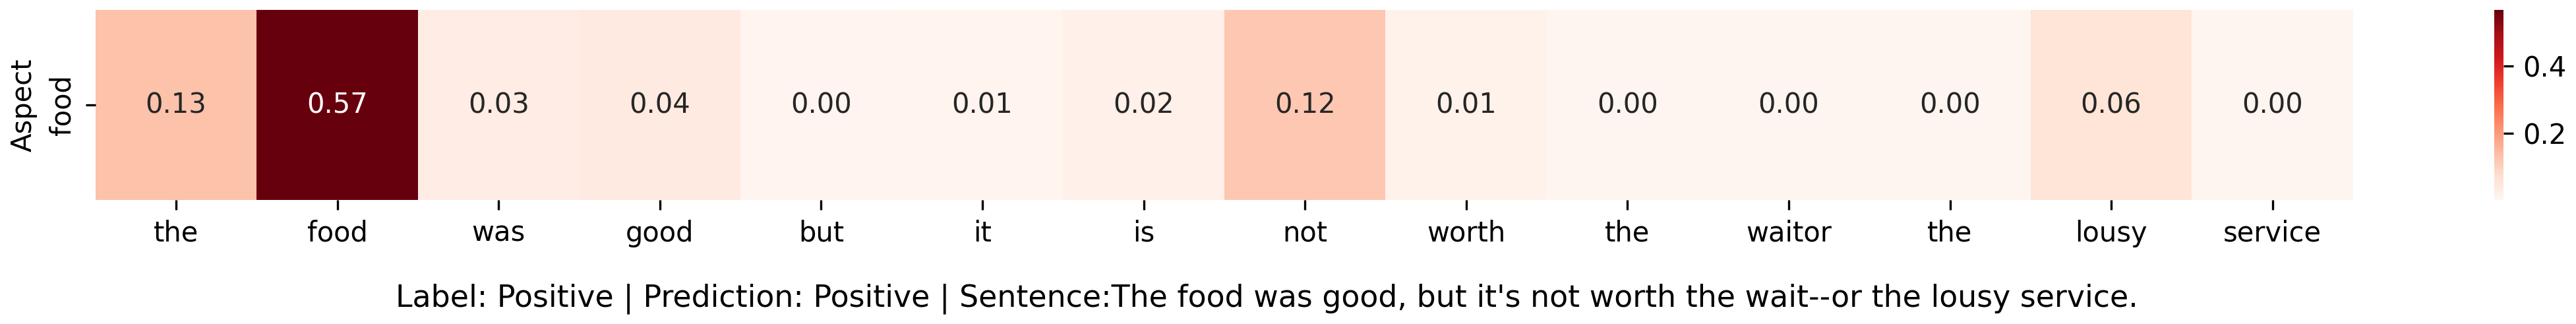 Aspect
food
0.13 0.57 0.03 0.04 0.00 0.01 0.02 0.12 0.01 0.00 0.00 0.00 0.06 0.00
0.4
0.2
the food was good but it is not worth the waitor the lousy service
Label: Positive | Prediction: Positive | Sentence:The food was good, but it's not worth the wait--or the lousy service.